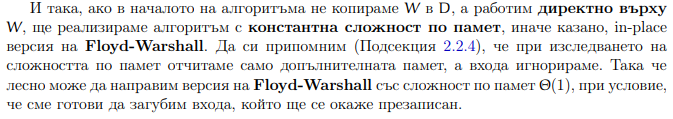 И така, ако в началото на алгоритъма не копираме W в D, а работим директно върху
W, ще реализираме алгоритъм с константна сложност по памет, иначе казано, in-place
версия на Floyd-Warshall. Да си припомним (Подсекция 2.2.4), че при изследването на
сложността по памет отчитаме само допълнителната памет, а входа игнорираме. Така че
лесно може да направим версия на Floyd-Warshall със сложност по памет Θ(1), при условие,
че сме готови да загубим входа, който ще се окаже презаписан.